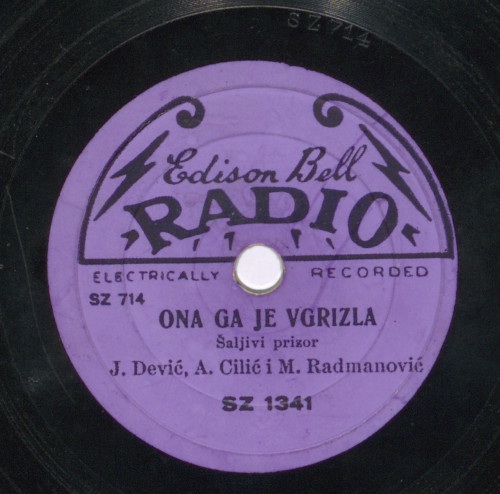 SZ 714
Edison Bell
RADIO
ELECTRICALLY RECORDED
SZ 714
ONA GA JE VGRIZLA
Šaljivi prizor
J. Dević, A. Cilić i M. Radmanović
SZ 1341